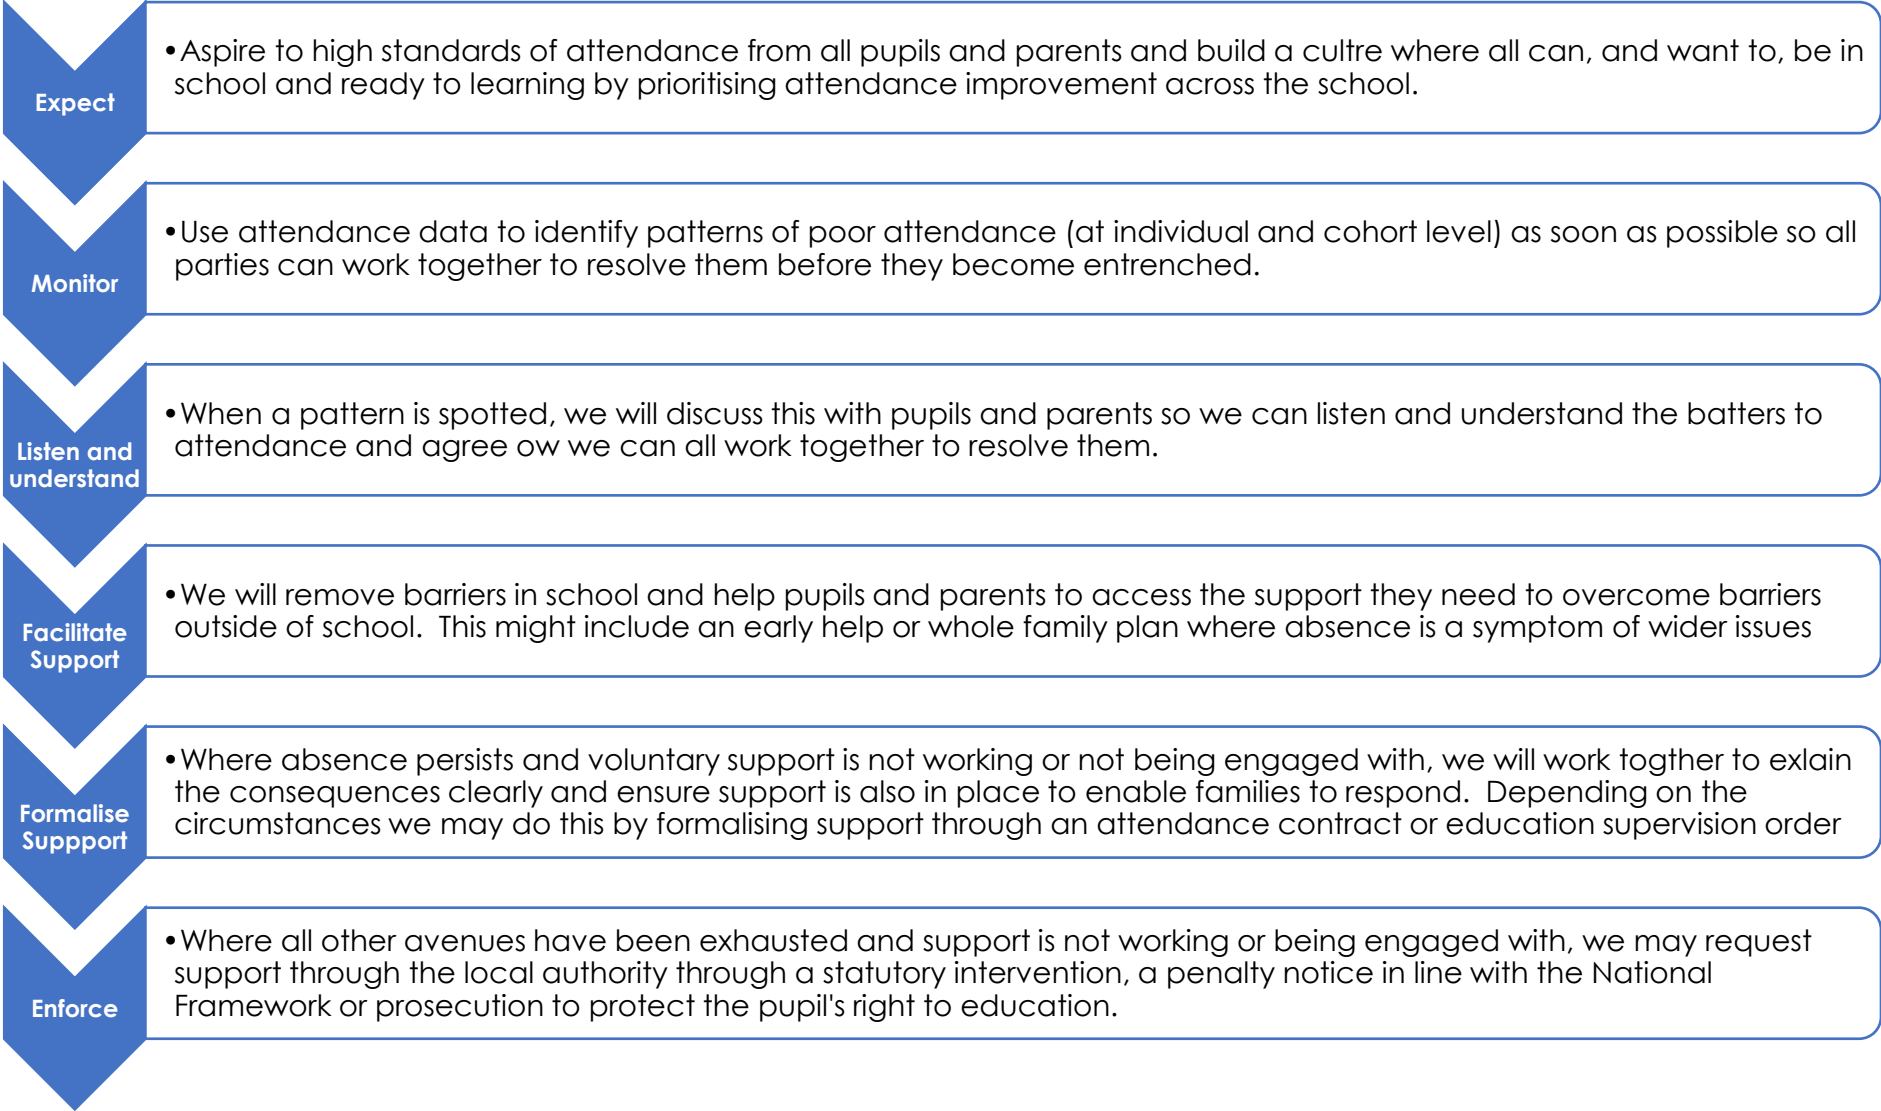 Expect
•Aspire to high standards of attendance from all pupils and parents and build a cultre where all can, and want to, be in
school and ready to learning by prioritising attendance improvement across the school.
Monitor
•Use attendance data to identify patterns of poor attendance (at individual and cohort level) as soon as possible so all
parties can work together to resolve them before they become entrenched.
Listen and
understand
•When a pattern is spotted, we will discuss this with pupils and parents so we can listen and understand the batters to
attendance and agree ow we can all work together to resolve them.
Facilitate
Support
•We will remove barriers in school and help pupils and parents to access the support they need to overcome barriers
outside of school.  This might include an early help or whole family plan where absence is a symptom of wider issues
Formalise
Suppport
•Where absence persists and voluntary support is not working or not being engaged with, we will work togther to exlain
the consequences clearly and ensure support is also in place to enable families to respond.  Depending on the
circumstances we may do this by formalising support through an attendance contract or education supervision order
Enforce
•Where all other avenues have been exhausted and support is not working or being engaged with, we may request
support through the local authority through a statutory intervention, a penalty notice in line with the National
Framework or prosecution to protect the pupil's right to education.